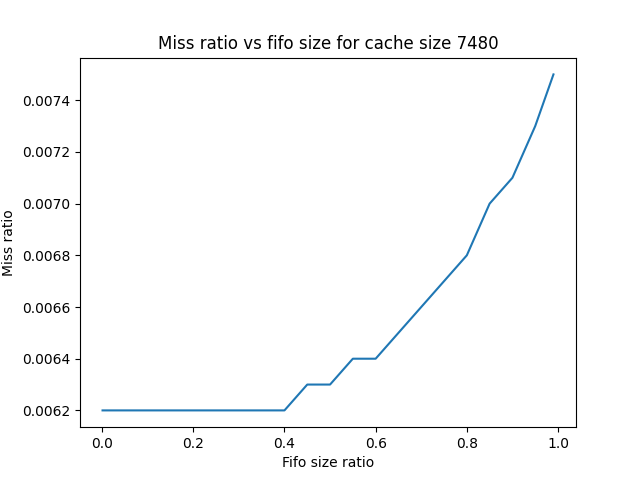 Miss ratio vs fifo size for cache size 7480
0.0074
0.0072
0.0070
0.0068
0.0066
0.0064
0.0062
Miss ratio
0.0 0.2 0.4 0.6 0.8 1.0
Fifo size ratio